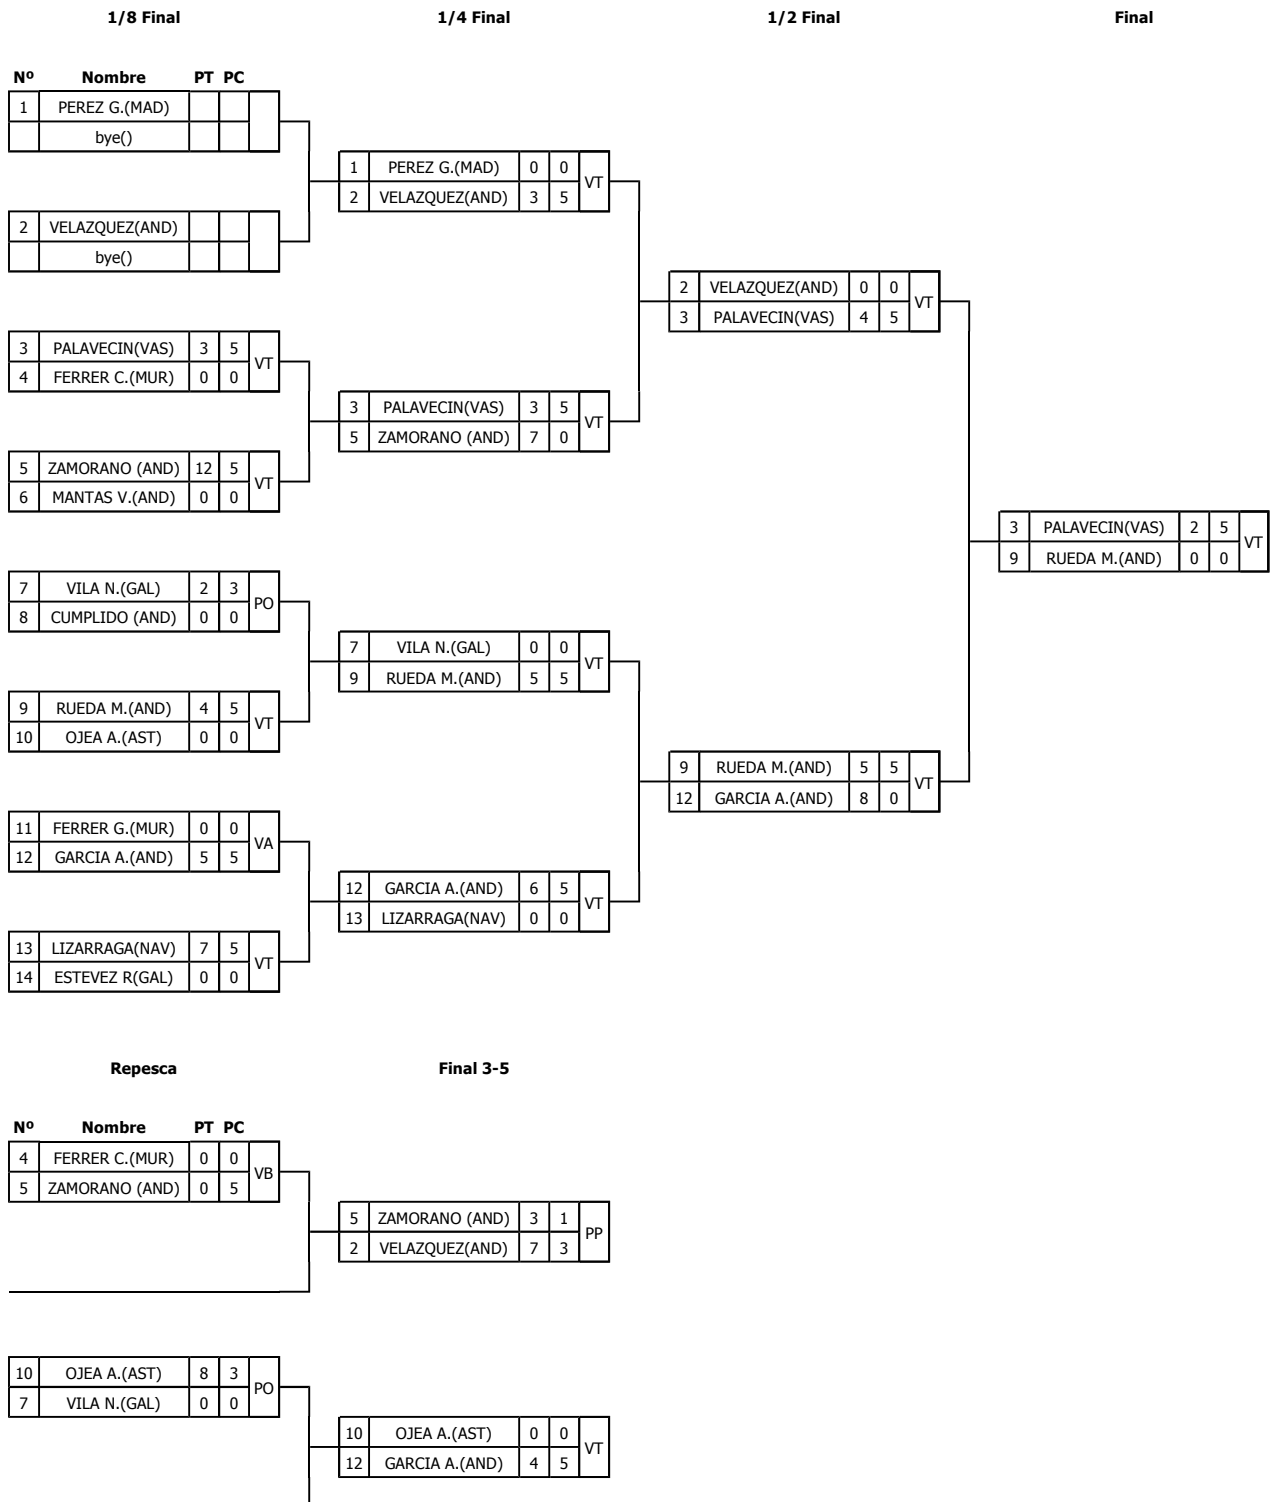 1/8 Final 1/4 Final 1/2 Final Final
Nº Nombre PT PC
1 PEREZ G.(MAD)
bye()
2 VELAZQUEZ(AND)
bye()
3 PALAVECIN(VAS) 3 5 VT
4 FERRER C.(MUR) 0 0
5 ZAMORANO (AND) 12 5 VT
6 MANTAS V.(AND) 0 0
7 VILA N.(GAL) 2 3 PO
8 CUMPLIDO (AND) 0 0
9 RUEDA M.(AND) 4 5 VT
10 OJEA A.(AST) 0 0
11 FERRER G.(MUR) 0 0 VA
12 GARCIA A.(AND) 5 5
13 LIZARRAGA(NAV) 7 5 VT
14 ESTEVEZ R(GAL) 0 0
1 PEREZ G.(MAD) 0 0 VT
2 VELAZQUEZ(AND) 3 5
3 PALAVECIN(VAS) 3 5 VT
5 ZAMORANO (AND) 7 0
7 VILA N.(GAL) 0 0 VT
9 RUEDA M.(AND) 5 5
12 GARCIA A.(AND) 6 5 VT
13 LIZARRAGA(NAV) 0 0
2 VELAZQUEZ(AND) 0 0 VT
3 PALAVECIN(VAS) 4 5
9 RUEDA M.(AND) 5 5 VT
12 GARCIA A.(AND) 8 0
3 PALAVECIN(VAS) 2 5 VT
9 RUEDA M.(AND) 0 0
Repesca Final 3-5
Nº Nombre PT PC
4 FERRER C.(MUR) 0 0 VB
5 ZAMORANO (AND) 0 5
10 OJEA A.(AST) 8 3 PO
7 VILA N.(GAL) 0 0
5 ZAMORANO (AND) 3 1 PP
2 VELAZQUEZ(AND) 7 3
10 OJEA A.(AST) 0 0 VT
12 GARCIA A.(AND) 4 5